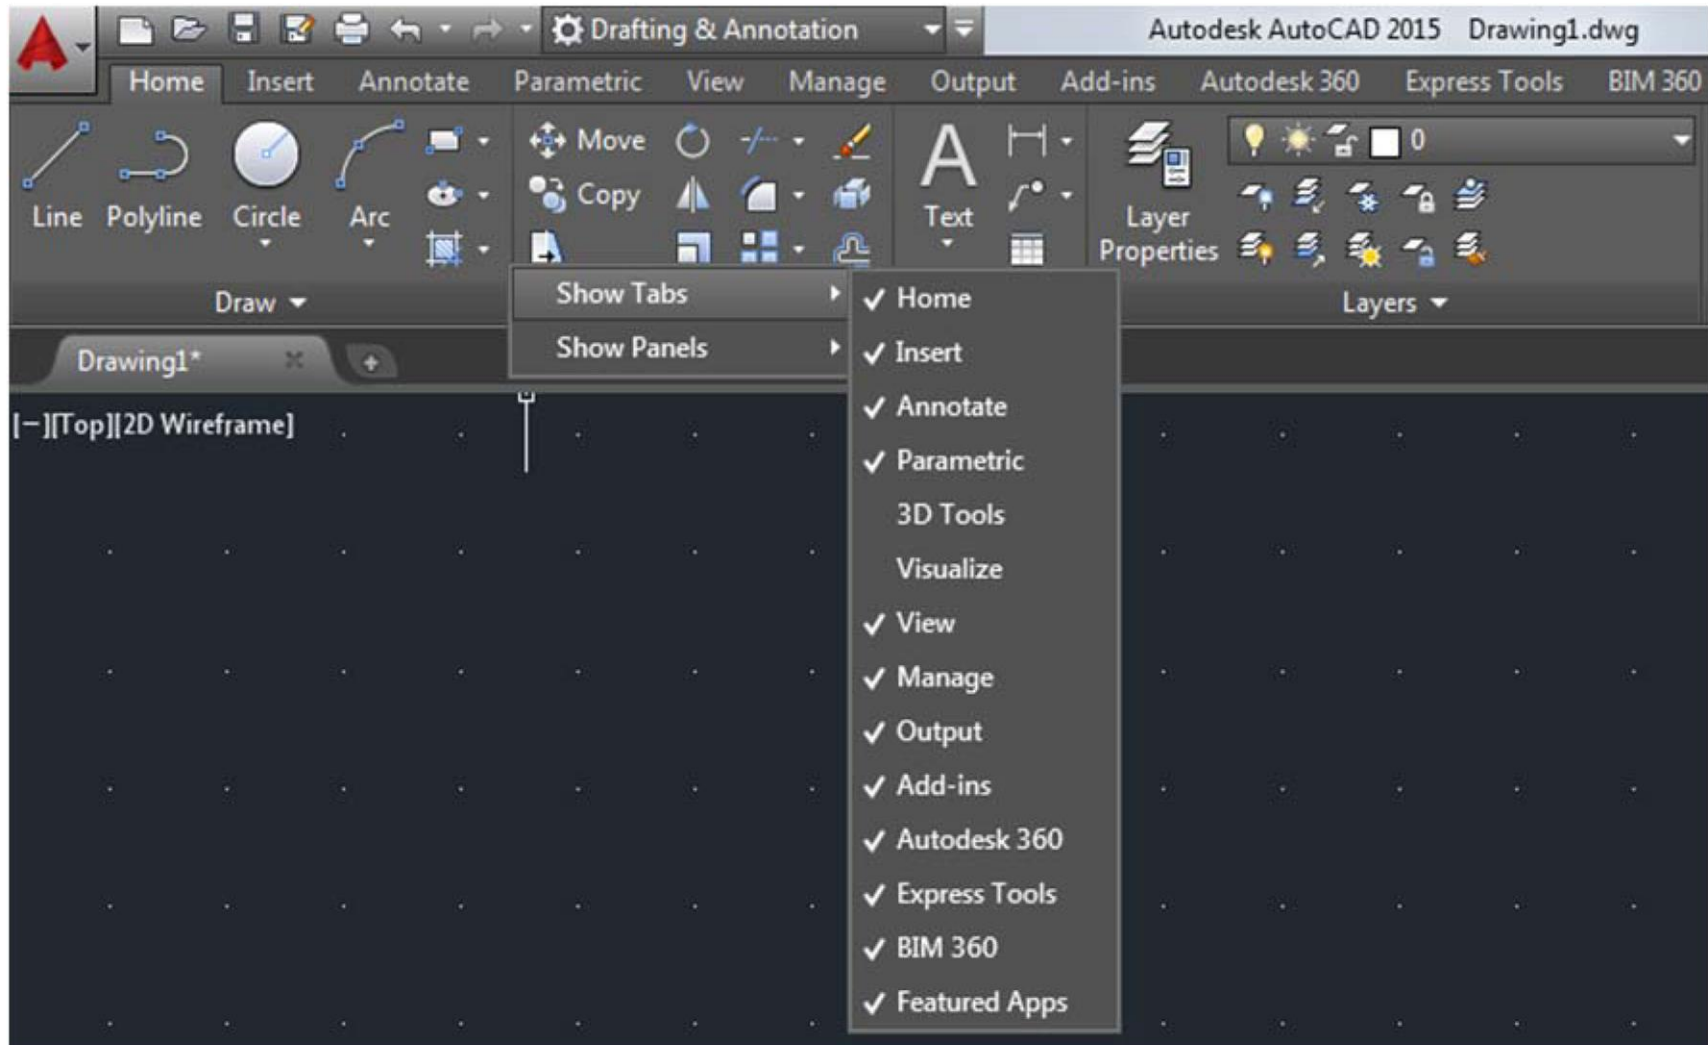 Drafting & Annotation
Autodesk AutoCAD 2015 Drawing1.dwg
Home Insert Annotate Parametric View Manage Output Add-ins Autodesk 360 Express Tools BIM 360
Move
0
Copy
Line Polyline Circle Arc
Text
Layer
Properties
Draw
Layers
Show Tabs
Show Panels
Home
Insert
Annotate
Parametric
3D Tools
Visualize
View
Manage
Output
Add-ins
Autodesk 360
Express Tools
BIM 360
Featured Apps
Drawing1*
[−][Top][2D Wireframe]